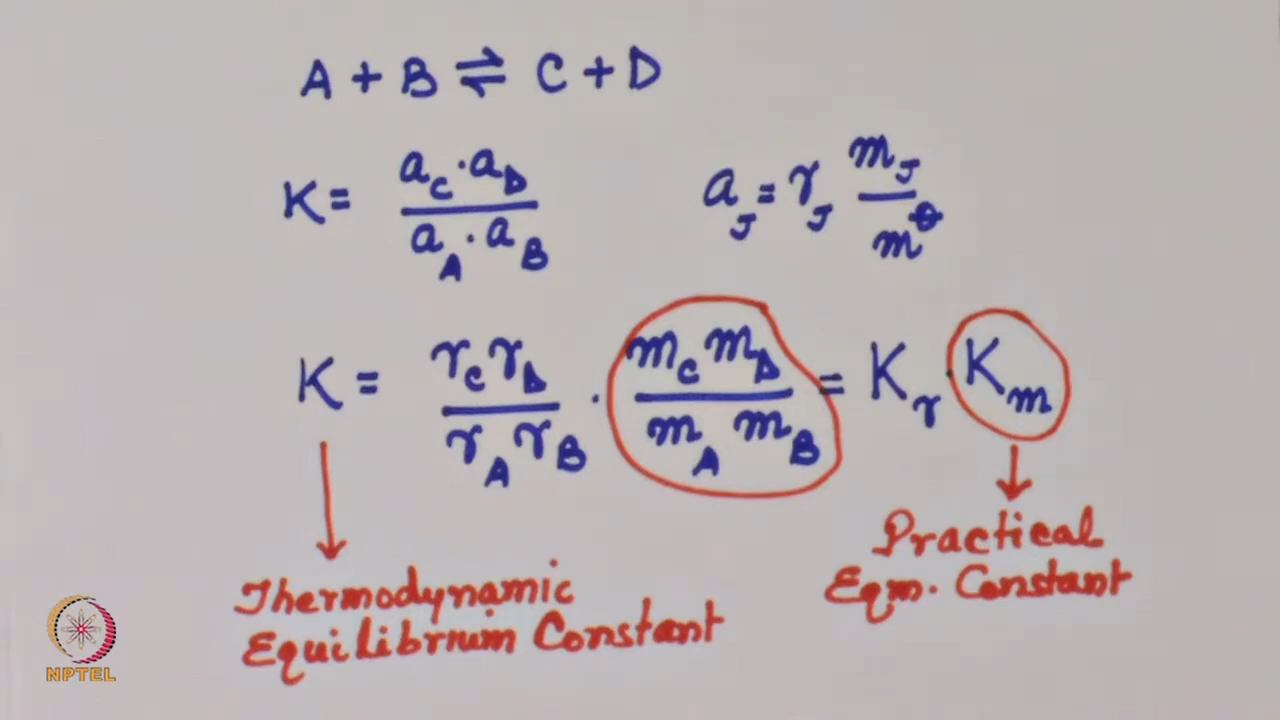 A + B ⇌ C + D
K = a_C · a_D / a_A · a_B
a_J = γ_J m_J / m^⊖
K = γ_C γ_D / γ_A γ_B · m_C m_D / m_A m_B = K_γ · K_m
Thermodynamic
Equilibrium Constant
Practical
Eqm. Constant
NPTEL